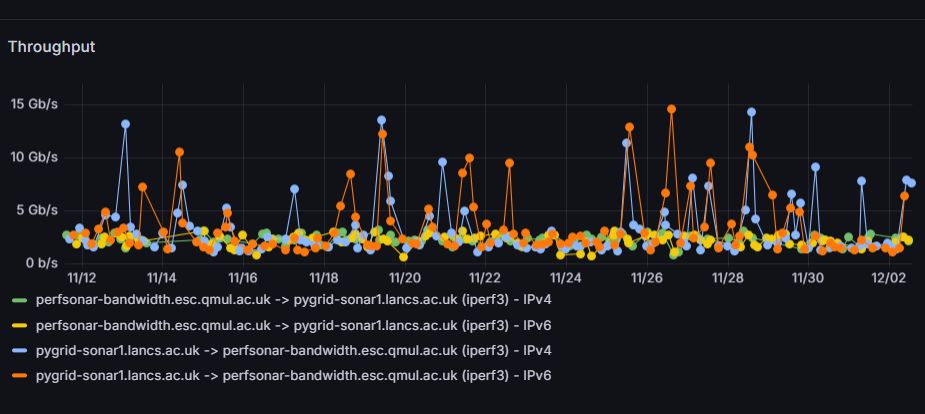 Throughput
15 Gb/s
10 Gb/s
5 Gb/s
0 b/s
11/12 11/14 11/16 11/18 11/20 11/22 11/24 11/26 11/28 11/30 12/02
perfsonar-bandwidth.esc.qmul.ac.uk -> pygrid-sonar1.lancs.ac.uk (iperf3) - IPv4
perfsonar-bandwidth.esc.qmul.ac.uk -> pygrid-sonar1.lancs.ac.uk (iperf3) - IPv6
pygrid-sonar1.lancs.ac.uk -> perfsonar-bandwidth.esc.qmul.ac.uk (iperf3) - IPv4
pygrid-sonar1.lancs.ac.uk -> perfsonar-bandwidth.esc.qmul.ac.uk (iperf3) - IPv6